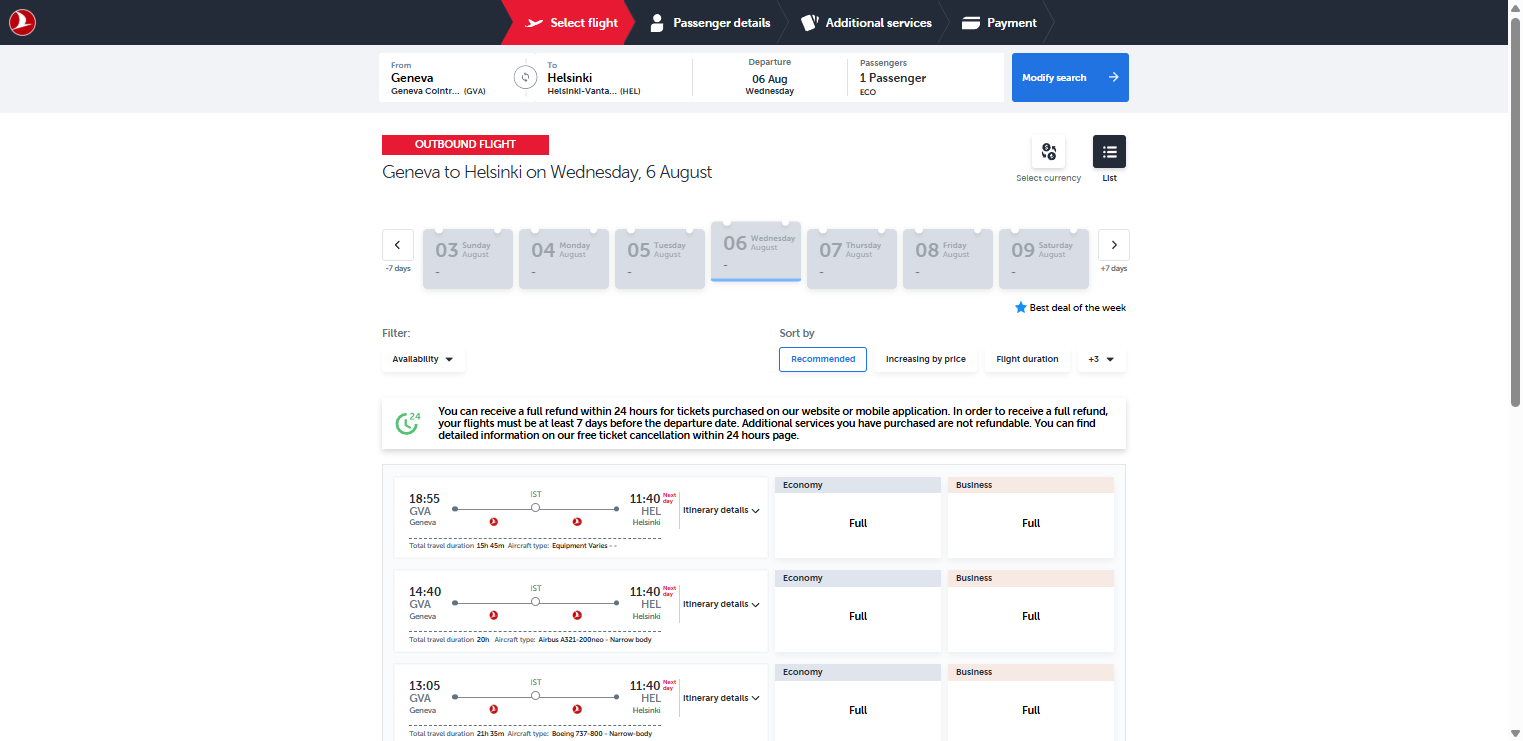 Select flight
Passenger details
Additional services
Payment
From
Geneva
Geneva Cointr... (GVA)
To
Helsinki
Helsinki-Vanta... (HEL)
Departure
06 Aug
Wednesday
Passengers
1 Passenger
ECO
Modify search
OUTBOUND FLIGHT
Geneva to Helsinki on Wednesday, 6 August
Select currency
List
-7 days
03 Sunday August
-
04 Monday August
-
05 Tuesday August
-
06 Wednesday August
-
07 Thursday August
-
08 Friday August
-
09 Saturday August
-
+7 days
Best deal of the week
Filter:
Availability
Sort by
Recommended
Increasing by price
Flight duration
+3
24
You can receive a full refund within 24 hours for tickets purchased on our website or mobile application. In order to receive a full refund,
your flights must be at least 7 days before the departure date. Additional services you have purchased are not refundable. You can find
detailed information on our free ticket cancellation within 24 hours page.
18:55
GVA
Geneva
IST
11:40 Next day
HEL
Helsinki
Itinerary details
Total travel duration 15h 45m Aircraft type: Equipment Varies - -
Economy
Full
Business
Full
14:40
GVA
Geneva
IST
11:40 Next day
HEL
Helsinki
Itinerary details
Total travel duration 20h Aircraft type: Airbus A321-200neo - Narrow body
Economy
Full
Business
Full
13:05
GVA
Geneva
IST
11:40 Next day
HEL
Helsinki
Itinerary details
Total travel duration 21h 35m Aircraft type: Boeing 737-800 - Narrow-body
Economy
Full
Business
Full